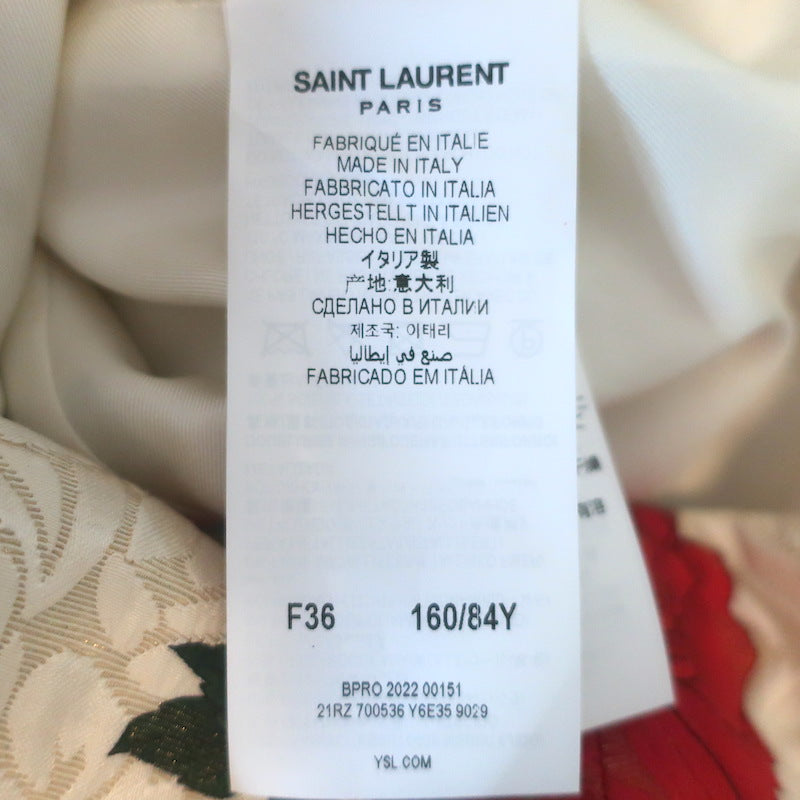 SAINT LAURENT
PARIS
FABRIQUÉ EN ITALIE
MADE IN ITALY
FABBRICATO IN ITALIA
HERGESTELLT IN ITALIEN
HECHO EN ITALIA
イタリア製
产地:意大利
СДЕЛАНО В ИТАЛИИ
제조국: 이태리
صنع في إيطاليا
FABRICADO EM ITÁLIA
F36 160/84Y
BPRO 2022 00151
21RZ 700536 Y6E35 9029
YSL.COM